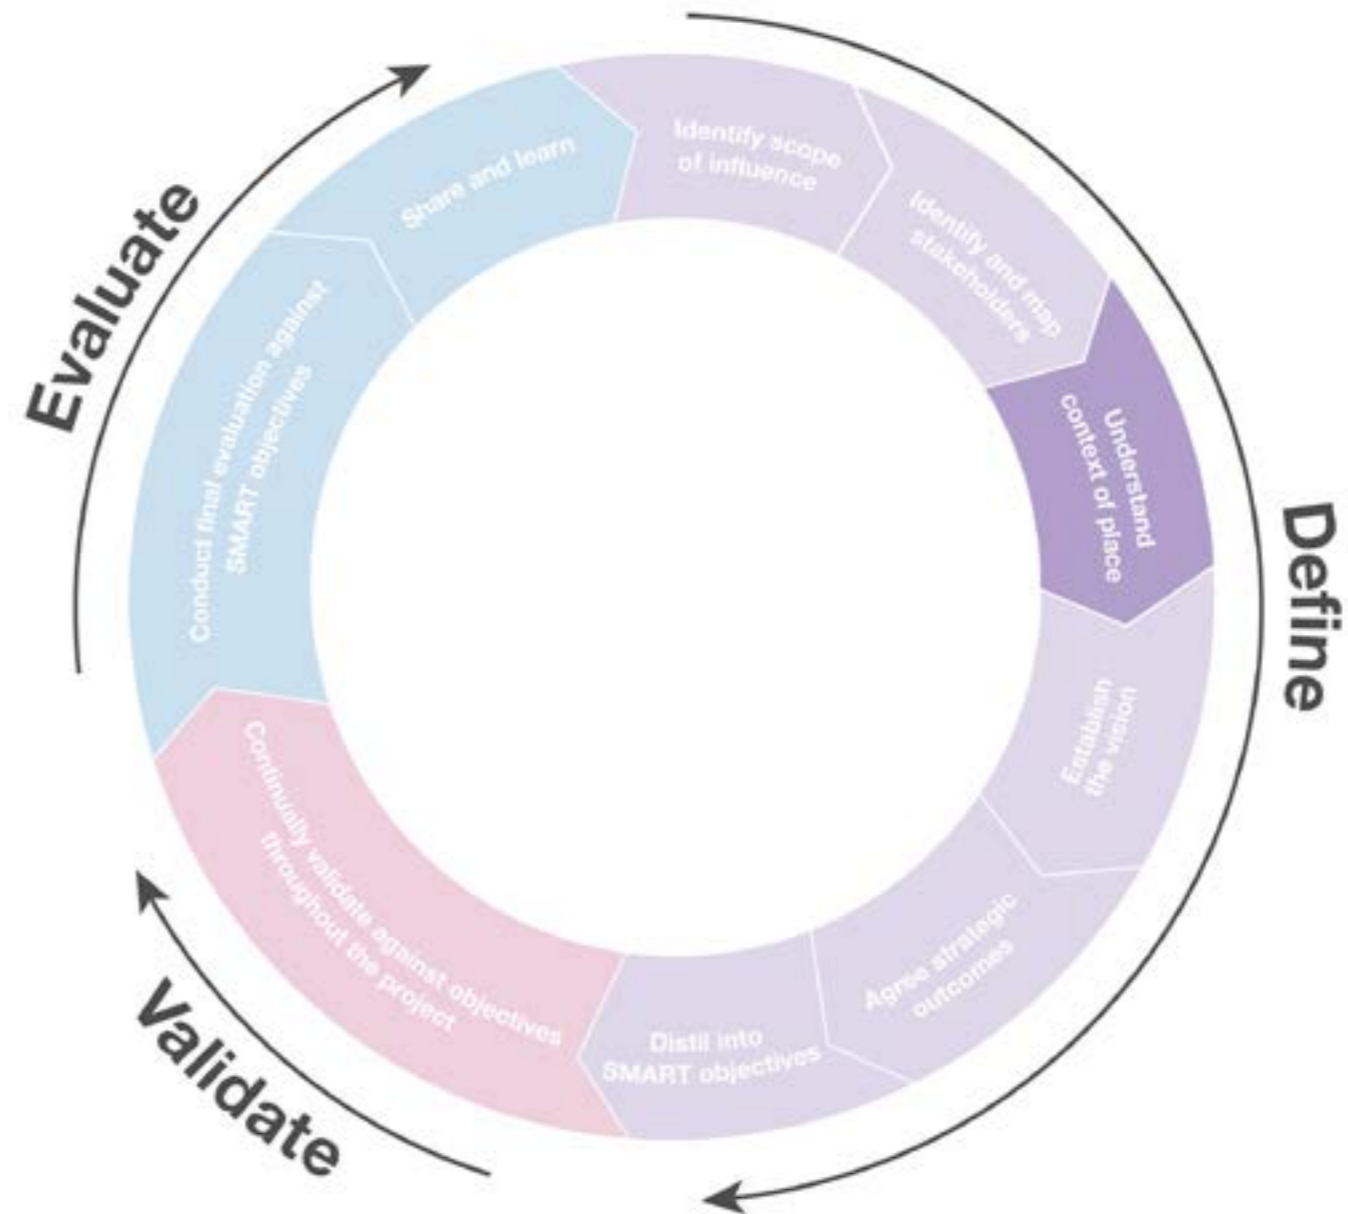 Identify scope
of influence
Identify and map
stakeholders
Understand
context of place
Establish
the vision
Agree strategic
outcomes
Distil into
SMART objectives
Continually validate against objectives
throughout the project
Conduct final evaluation against
SMART objectives
Share and learn
Define
Validate
Evaluate